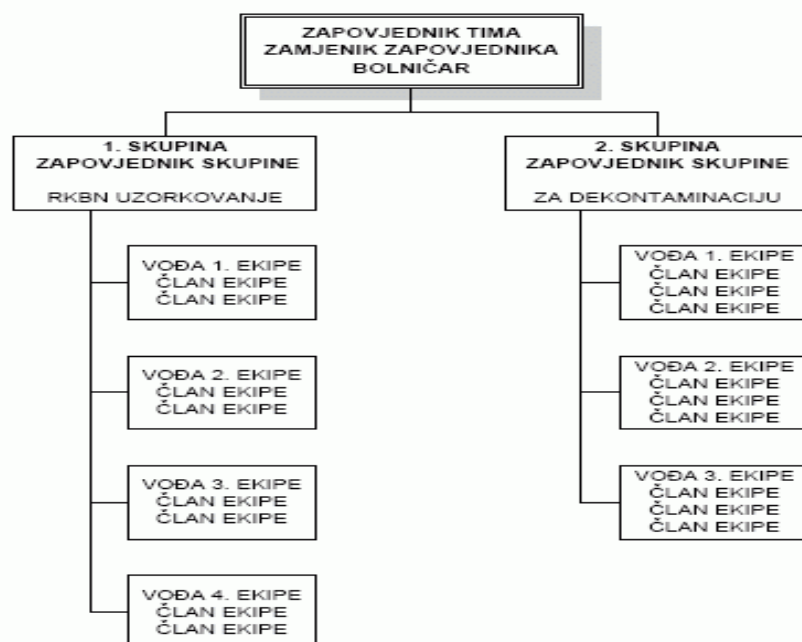 ZAPOVJEDNIK TIMA
ZAMJENIK ZAPOVJEDNIKA
BOLNIČAR
1. SKUPINA
ZAPOVJEDNIK SKUPINE
RKBN UZORKOVANJE
VOĐA 1. EKIPE
ČLAN EKIPE
ČLAN EKIPE
VOĐA 2. EKIPE
ČLAN EKIPE
ČLAN EKIPE
VOĐA 3. EKIPE
ČLAN EKIPE
ČLAN EKIPE
VOĐA 4. EKIPE
ČLAN EKIPE
ČLAN EKIPE
2. SKUPINA
ZAPOVJEDNIK SKUPINE
ZA DEKONTAMINACIJU
VOĐA 1. EKIPE
ČLAN EKIPE
ČLAN EKIPE
ČLAN EKIPE
VOĐA 2. EKIPE
ČLAN EKIPE
ČLAN EKIPE
ČLAN EKIPE
VOĐA 3. EKIPE
ČLAN EKIPE
ČLAN EKIPE
ČLAN EKIPE